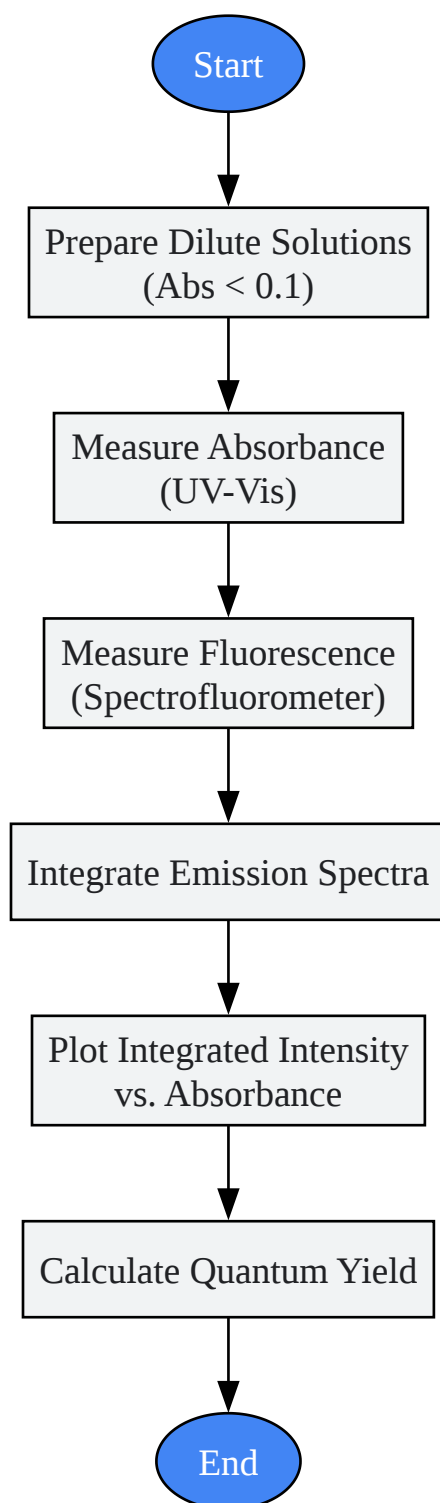 Start
Prepare Dilute Solutions
(Abs < 0.1)
Measure Absorbance
(UV-Vis)
Measure Fluorescence
(Spectrofluorometer)
Integrate Emission Spectra
Plot Integrated Intensity
vs. Absorbance
Calculate Quantum Yield
End